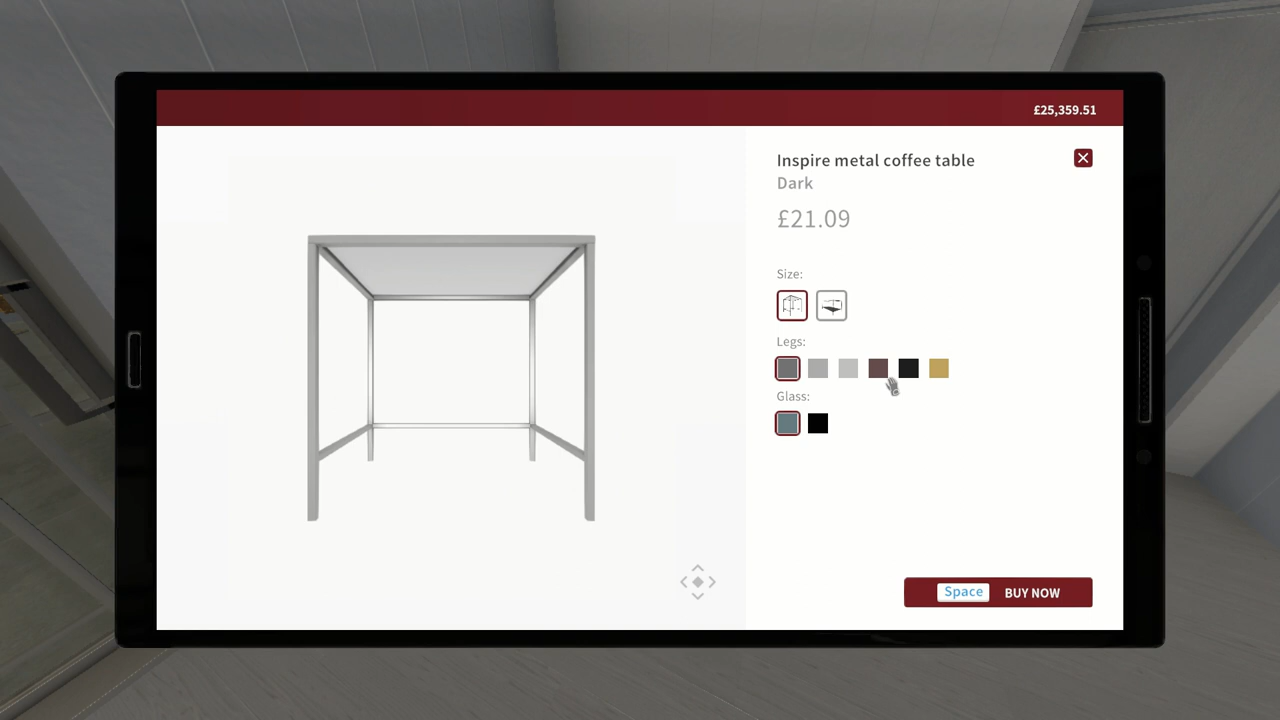 £25,359.51
Inspire metal coffee table
Dark
£21.09
Size:
Legs:
Glass:
Space BUY NOW